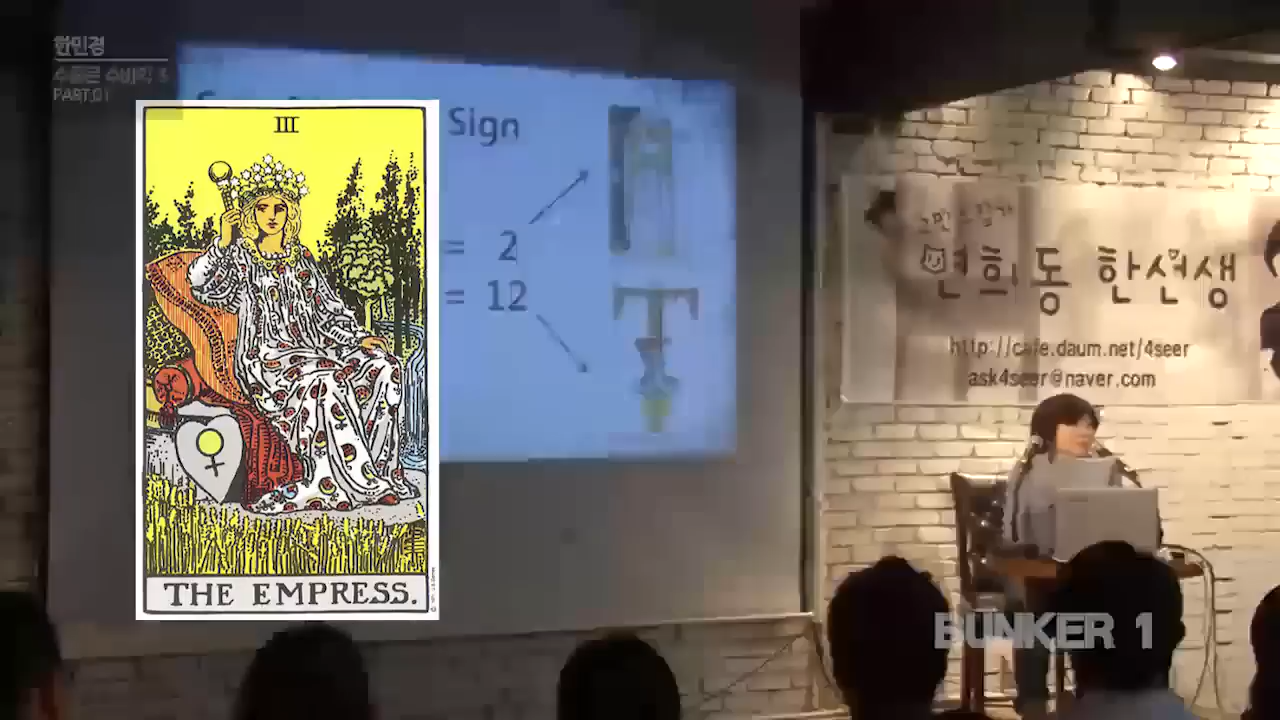 한민경
PART.01
III
THE EMPRESS.
Sign
= 2
= 12
연희동 한선생
http://cafe.daum.net/4seer
ask4seer@naver.com
BUNKER 1